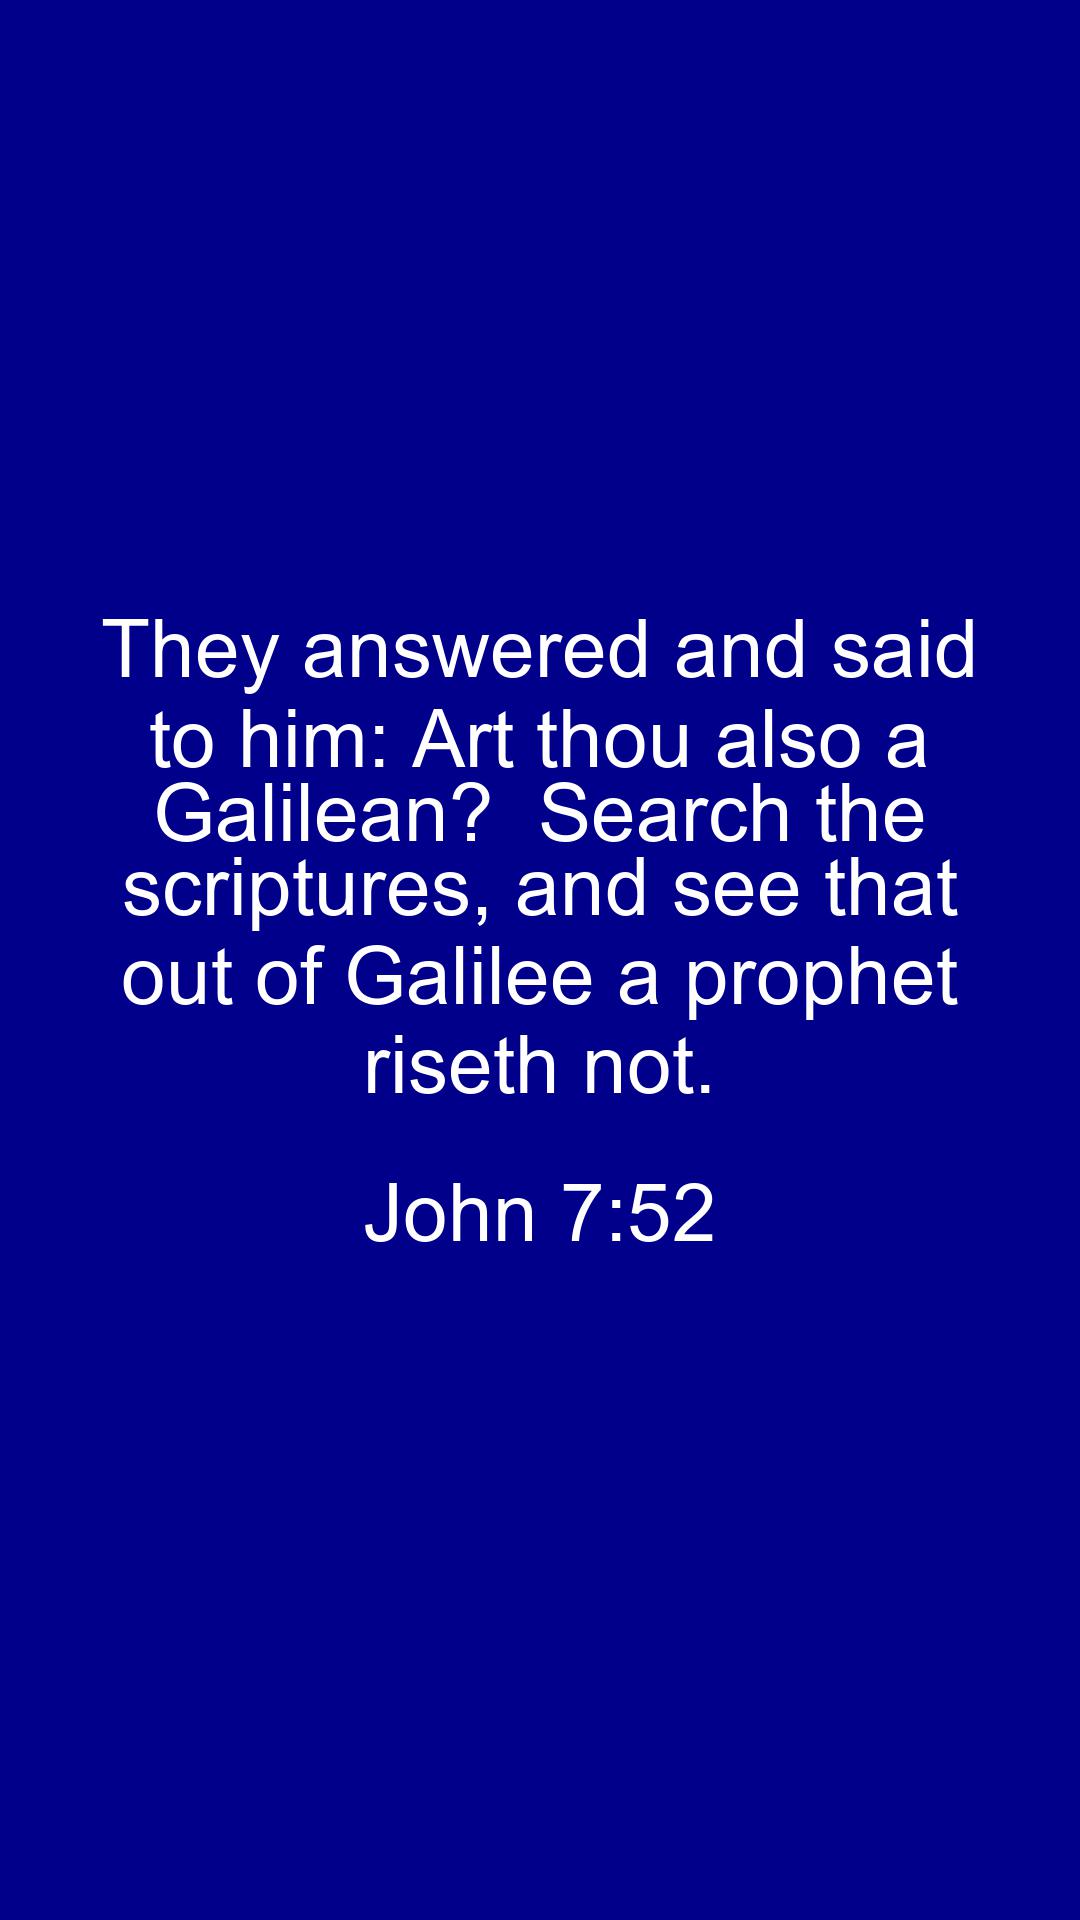 They answered and said
to him: Art thou also a
Galilean?  Search the
scriptures, and see that
out of Galilee a prophet
riseth not.
John 7:52